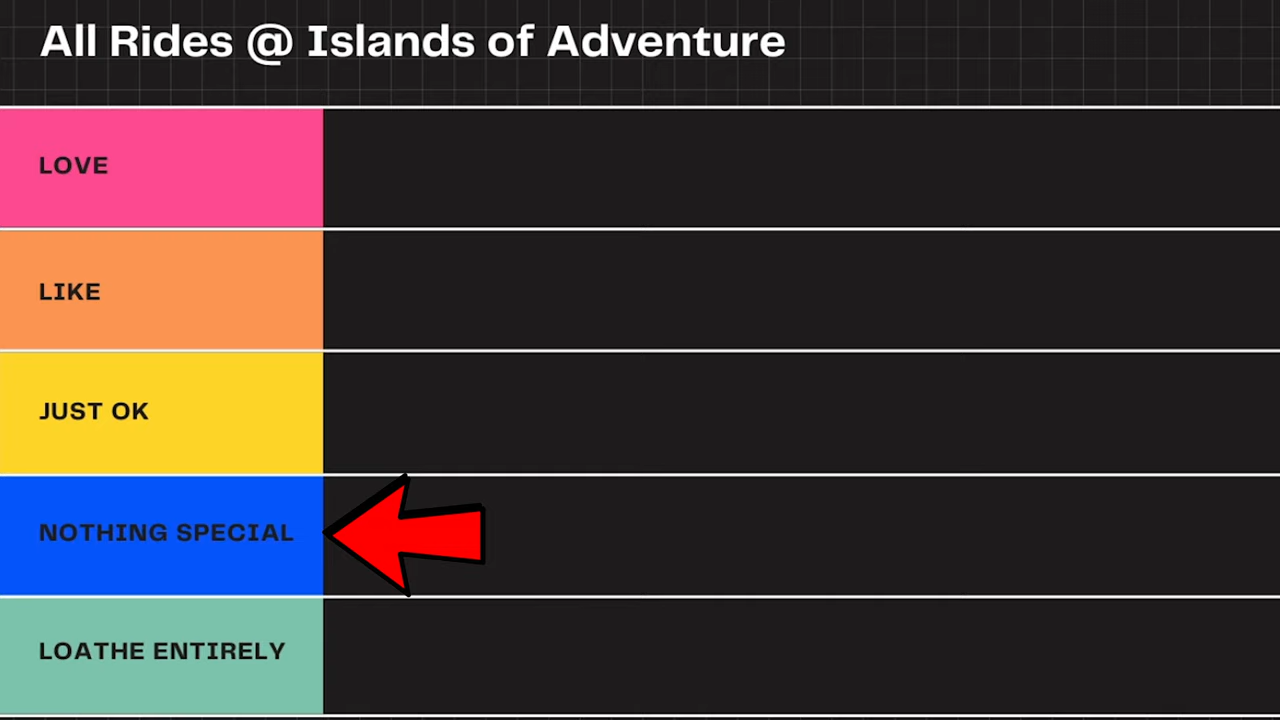 All Rides @ Islands of Adventure
LOVE
LIKE
JUST OK
NOTHING SPECIAL
LOATHE ENTIRELY